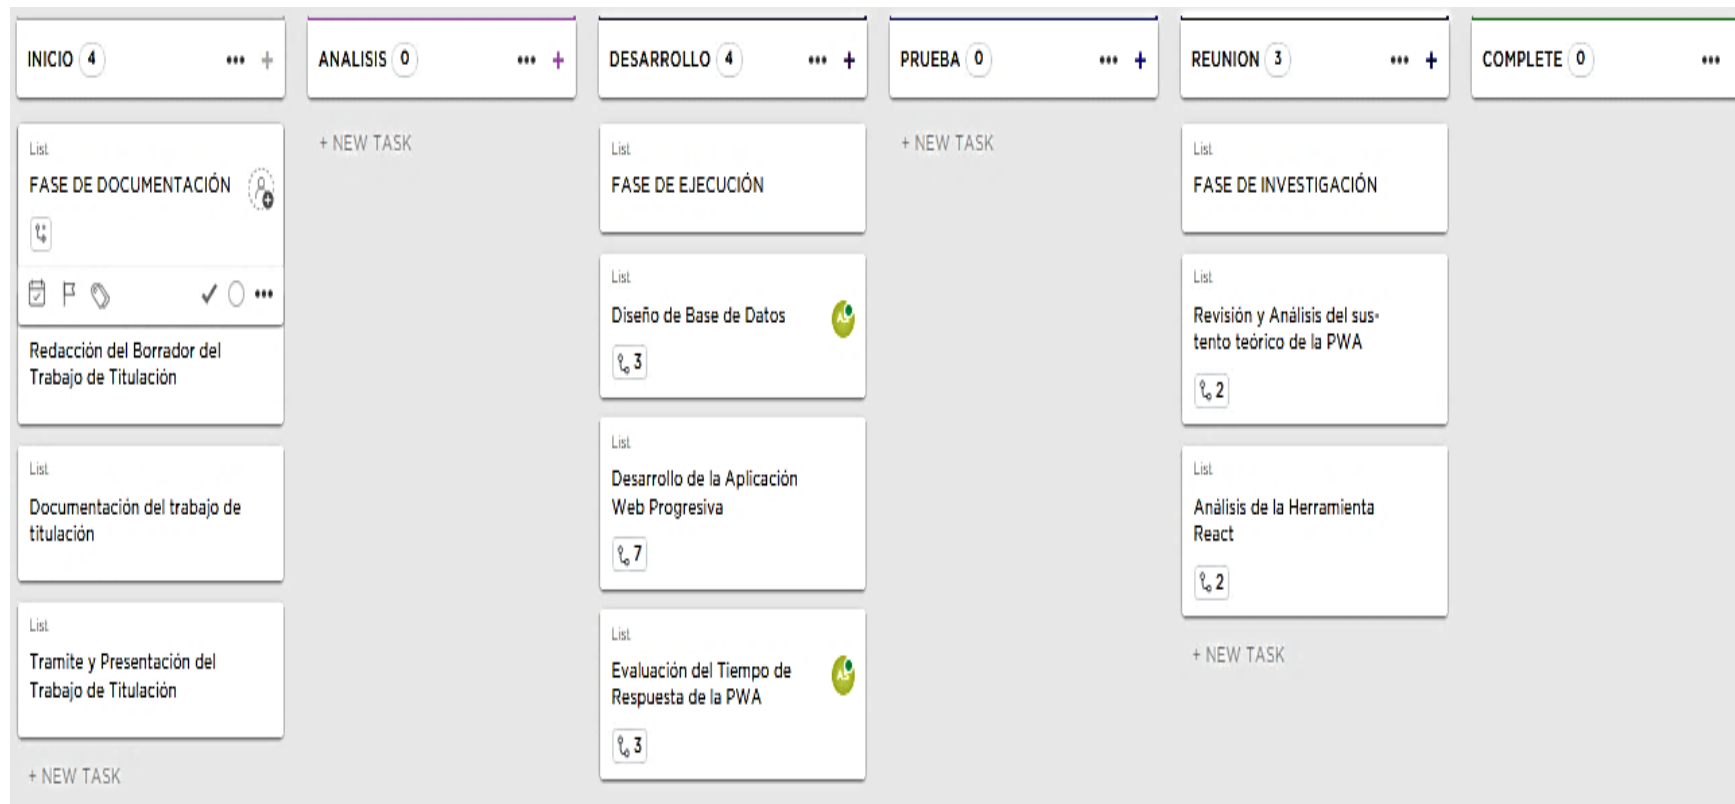 INICIO 4
List
FASE DE DOCUMENTACIÓN
Redacción del Borrador del
Trabajo de Titulación
List
Documentación del trabajo de
titulación
List
Tramite y Presentación del
Trabajo de Titulación
+ NEW TASK
ANALISIS 0
+ NEW TASK
DESARROLLO 4
List
FASE DE EJECUCIÓN
List
Diseño de Base de Datos
AS
3
List
Desarrollo de la Aplicación
Web Progresiva
7
List
Evaluación del Tiempo de
Respuesta de la PWA
AS
3
PRUEBA 0
+ NEW TASK
REUNION 3
List
FASE DE INVESTIGACIÓN
List
Revisión y Análisis del sus-
tento teórico de la PWA
2
List
Análisis de la Herramienta
React
2
+ NEW TASK
COMPLETE 0